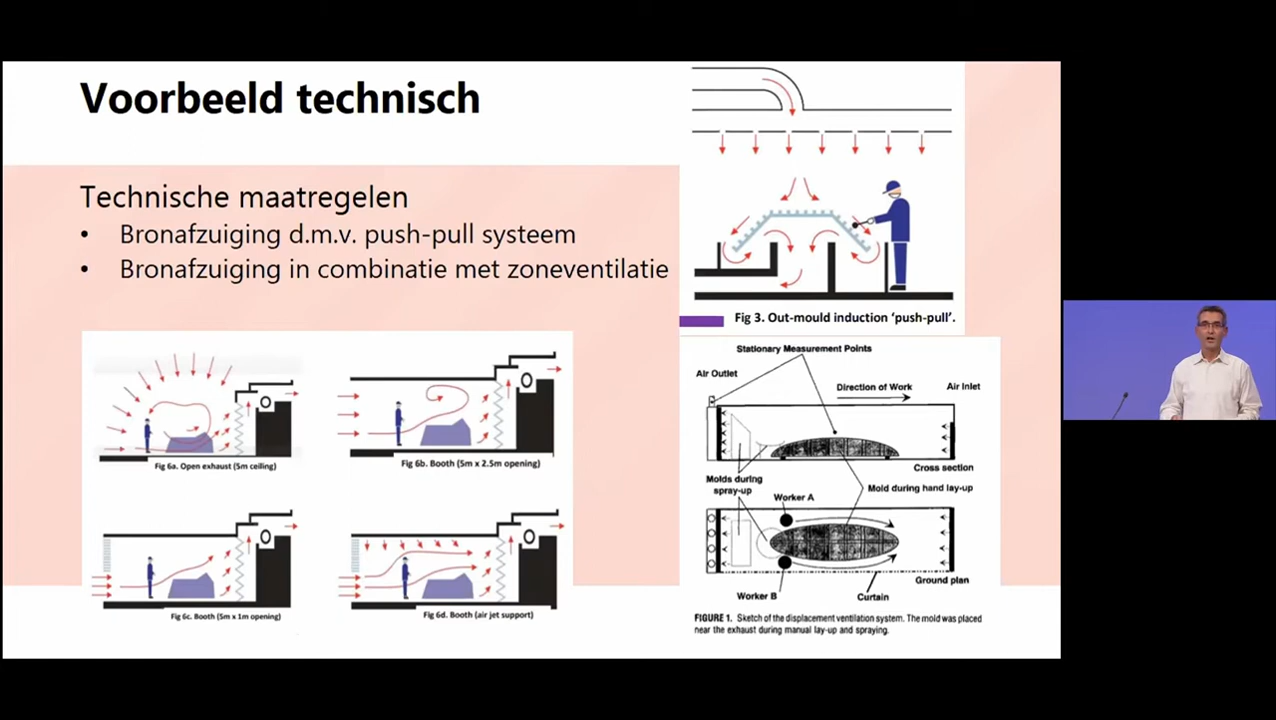 Voorbeeld technisch
Technische maatregelen
• Bronafzuiging d.m.v. push-pull systeem
• Bronafzuiging in combinatie met zoneventilatie
Fig 3. Out-mould induction ‘push-pull’.
Fig 6a. Open exhaust (5m ceiling)
Fig 6b. Booth (5m x 2.5m opening)
Fig 6c. Booth (5m x 1m opening)
Fig 6d. Booth (air jet support)
Stationary Measurement Points
Air Outlet
Direction of Work
Air Inlet
Cross section
Molds during
spray-up
Mold during hand lay-up
Worker A
Ground plan
Worker B
Curtain
FIGURE 1. Sketch of the displacement ventilation system. The mold was placed
near the exhaust during manual lay-up and spraying.